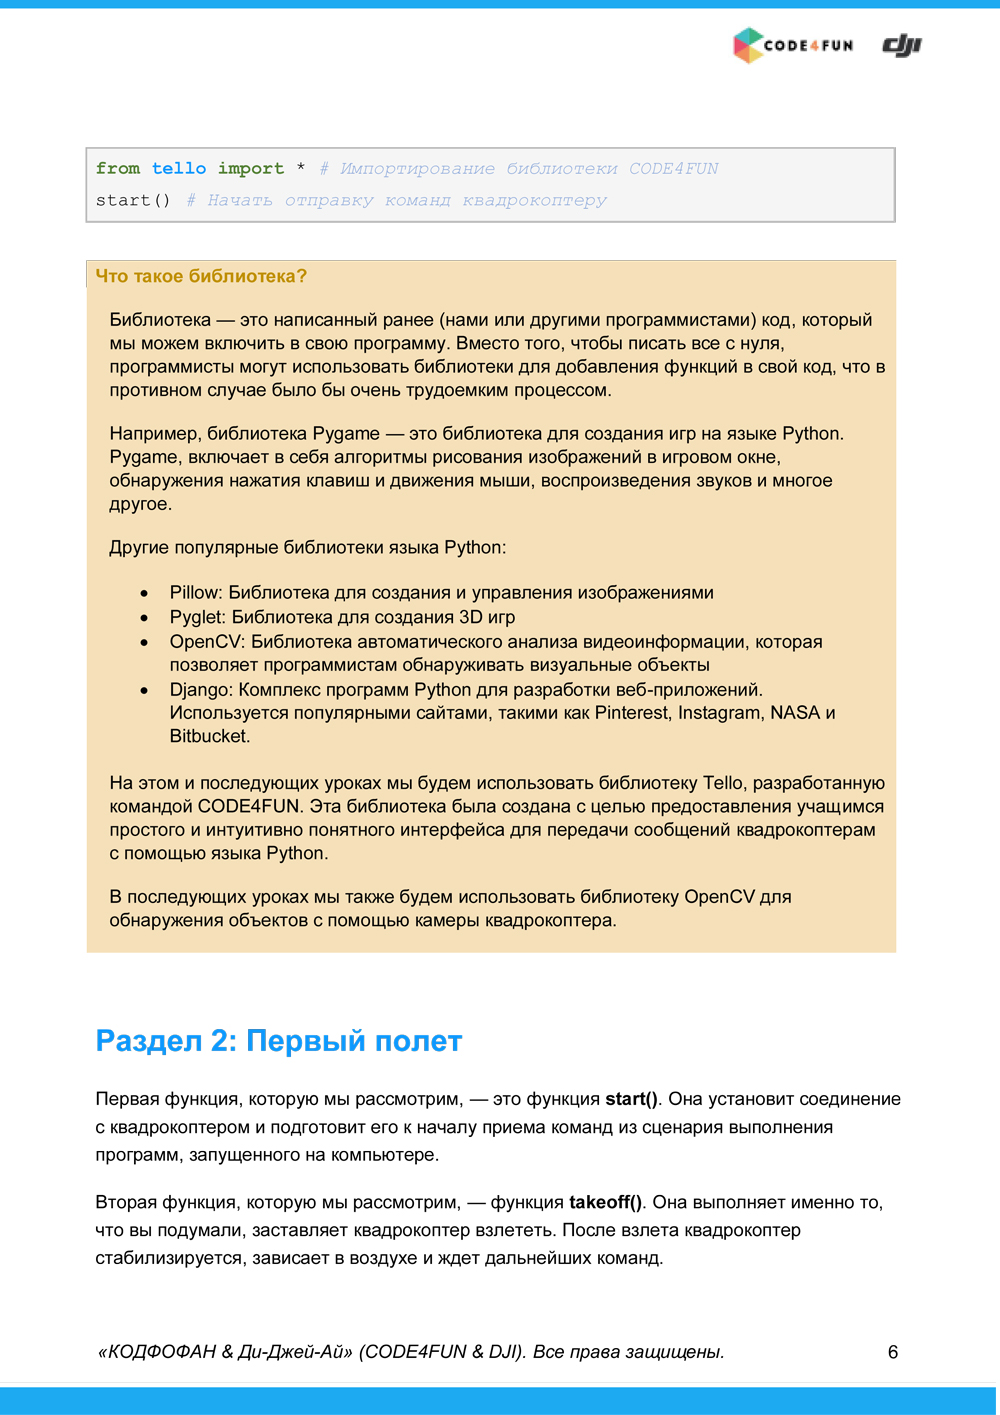 CODE4FUN dji
from tello import * # Импортирование библиотеки CODE4FUN
start() # Начать отправку команд квадрокоптеру
Что такое библиотека?
Библиотека — это написанный ранее (нами или другими программистами) код, который
мы можем включить в свою программу. Вместо того, чтобы писать все с нуля,
программисты могут использовать библиотеки для добавления функций в свой код, что в
противном случае было бы очень трудоемким процессом.
Например, библиотека Pygame — это библиотека для создания игр на языке Python.
Pygame, включает в себя алгоритмы рисования изображений в игровом окне,
обнаружения нажатия клавиш и движения мыши, воспроизведения звуков и многое
другое.
Другие популярные библиотеки языка Python:
• Pillow: Библиотека для создания и управления изображениями
• Pyglet: Библиотека для создания 3D игр
• OpenCV: Библиотека автоматического анализа видеоинформации, которая
позволяет программистам обнаруживать визуальные объекты
• Django: Комплекс программ Python для разработки веб-приложений.
Используется популярными сайтами, такими как Pinterest, Instagram, NASA и
Bitbucket.
На этом и последующих уроках мы будем использовать библиотеку Tello, разработанную
командой CODE4FUN. Эта библиотека была создана с целью предоставления учащимся
простого и интуитивно понятного интерфейса для передачи сообщений квадрокоптерам
с помощью языка Python.
В последующих уроках мы также будем использовать библиотеку OpenCV для
обнаружения объектов с помощью камеры квадрокоптера.
Раздел 2: Первый полет
Первая функция, которую мы рассмотрим, — это функция start(). Она установит соединение
с квадрокоптером и подготовит его к началу приема команд из сценария выполнения
программ, запущенного на компьютере.
Вторая функция, которую мы рассмотрим, — функция takeoff(). Она выполняет именно то,
что вы подумали, заставляет квадрокоптер взлететь. После взлета квадрокоптер
стабилизируется, зависает в воздухе и ждет дальнейших команд.
«КОДФОФАН & Ди-Джей-Ай» (CODE4FUN & DJI). Все права защищены. 6